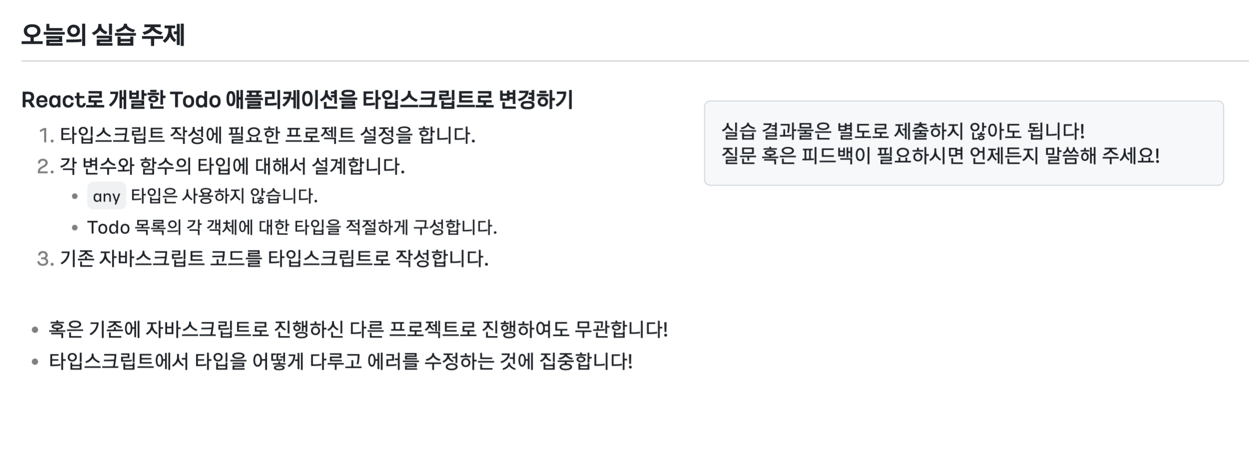 오늘의 실습 주제
React로 개발한 Todo 애플리케이션을 타입스크립트로 변경하기
1. 타입스크립트 작성에 필요한 프로젝트 설정을 합니다.
2. 각 변수와 함수의 타입에 대해서 설계합니다.
• any 타입은 사용하지 않습니다.
• Todo 목록의 각 객체에 대한 타입을 적절하게 구성합니다.
3. 기존 자바스크립트 코드를 타입스크립트로 작성합니다.
• 혹은 기존에 자바스크립트로 진행하신 다른 프로젝트로 진행하여도 무관합니다!
• 타입스크립트에서 타입을 어떻게 다루고 에러를 수정하는 것에 집중합니다!
실습 결과물은 별도로 제출하지 않아도 됩니다!
질문 혹은 피드백이 필요하시면 언제든지 말씀해 주세요!